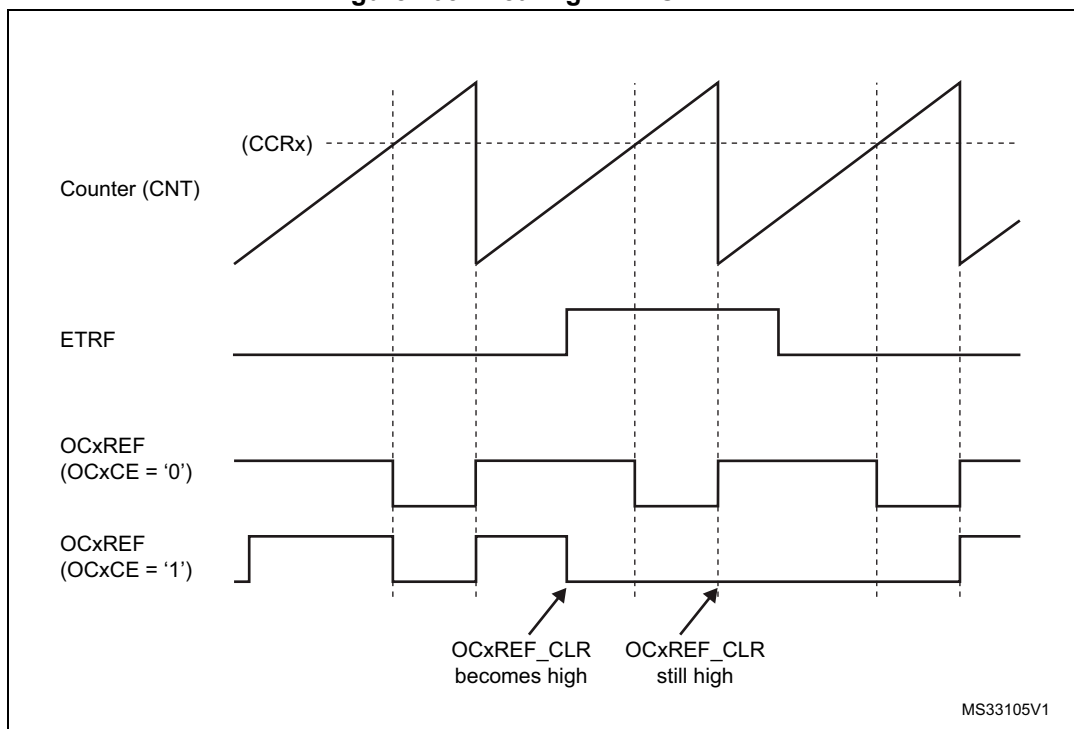 (CCRx)
Counter (CNT)
ETRF
OCxREF
(OCxCE = ‘0’)
OCxREF
(OCxCE = ‘1’)
OCxREF_CLR
becomes high
OCxREF_CLR
still high
MS33105V1